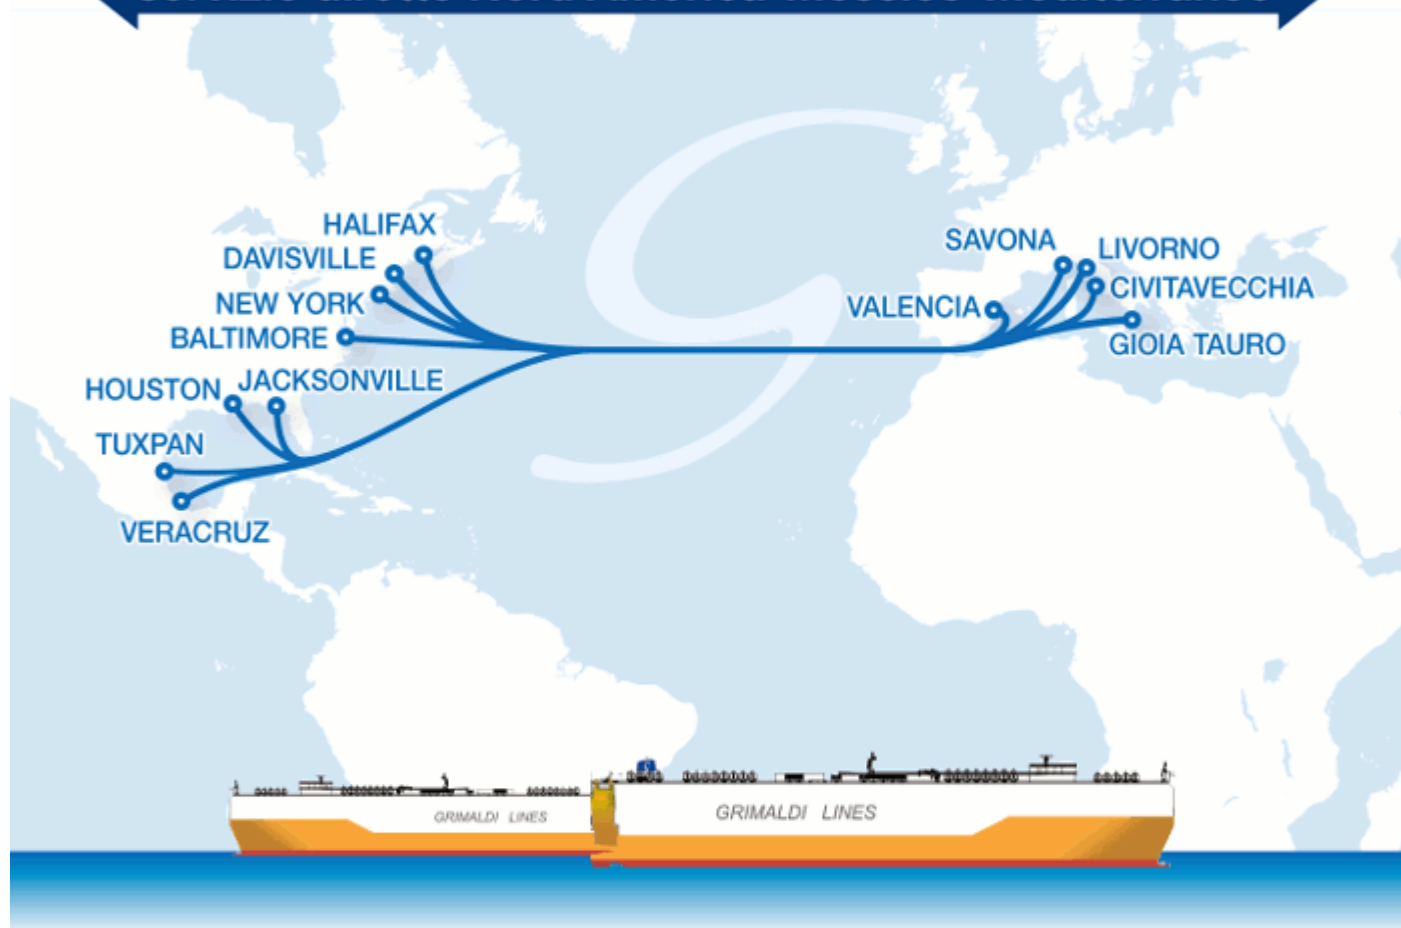 HALIFAX
DAVISVILLE
NEW YORK
BALTIMORE
HOUSTON
JACKSONVILLE
TUXPAN
VERACRUZ
SAVONA
LIVORNO
CIVITAVECCHIA
VALENCIA
GIOIA TAURO
GRIMALDI LINES
GRIMALDI LINES